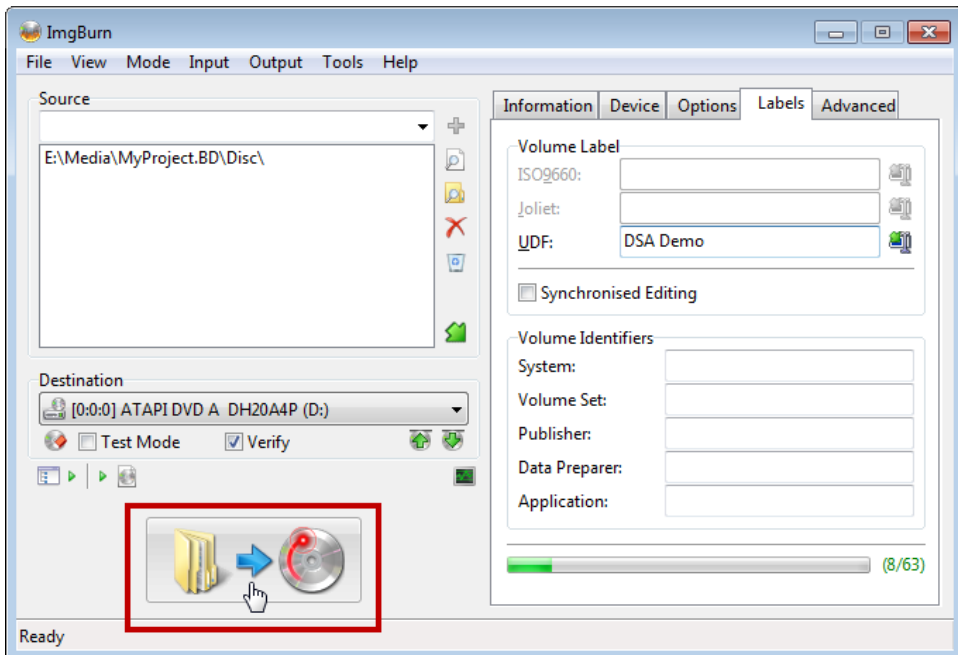 ImgBurn
File View Mode Input Output Tools Help
Source
E:\Media\MyProject.BD\Disc\
Destination
[0:0:0] ATAPI DVD A DH20A4P (D:)
Test Mode Verify
Information Device Options Labels Advanced
Volume Label
ISO9660:
Joliet:
UDF: DSA Demo
Synchronised Editing
Volume Identifiers
System:
Volume Set:
Publisher:
Data Preparer:
Application:
(8/63)
Ready